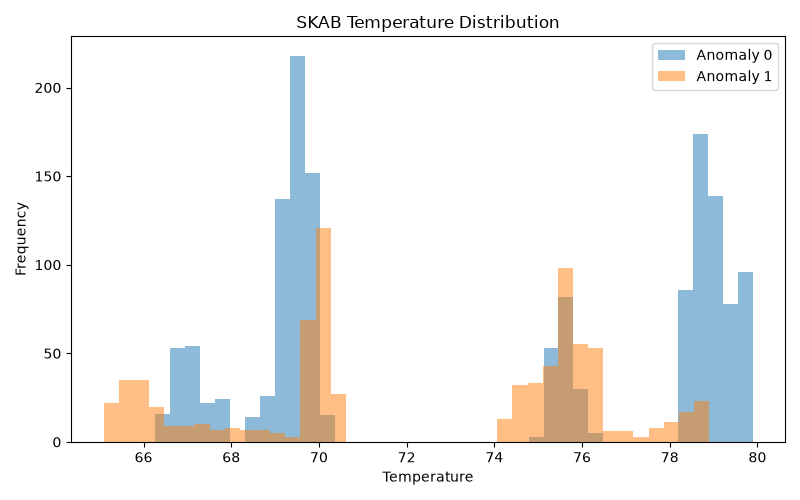 SKAB Temperature Distribution
Anomaly 0
Anomaly 1
Frequency
200
150
100
50
0
66 68 70 72 74 76 78 80
Temperature